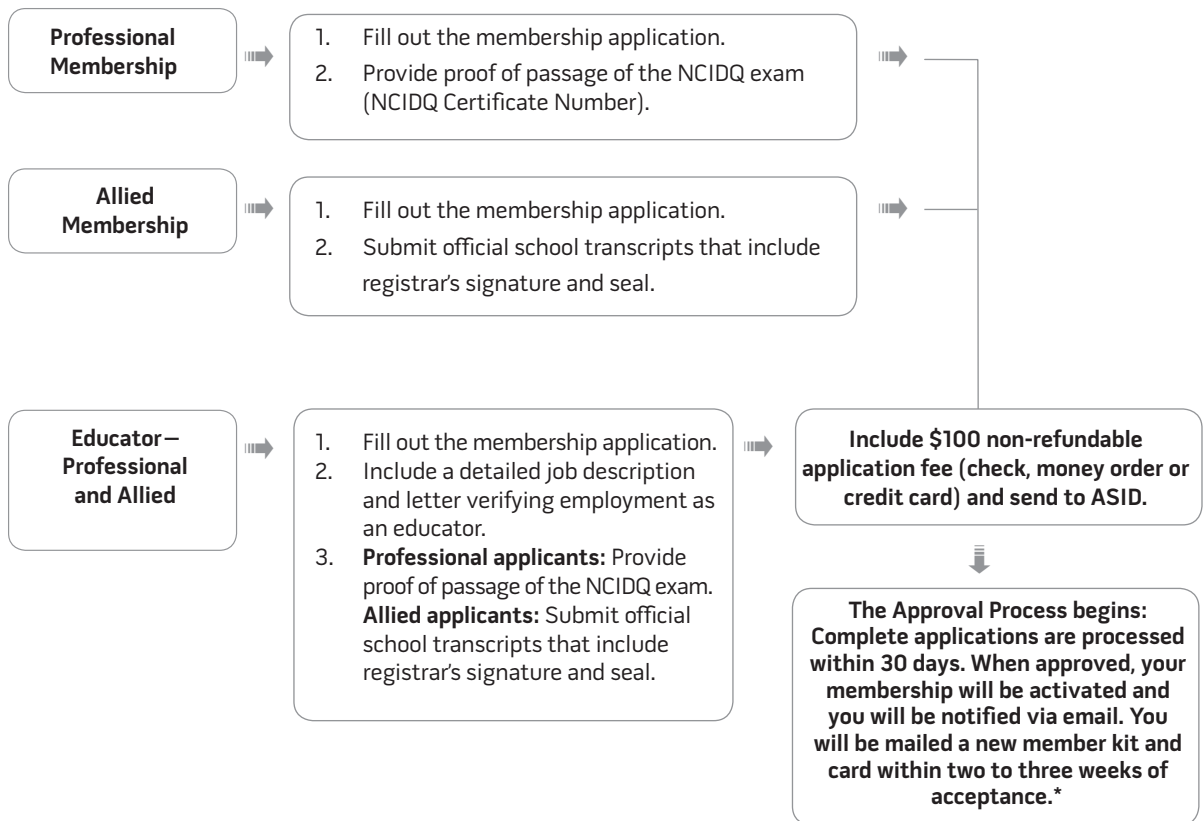 Professional
Membership
1. Fill out the membership application.
2. Provide proof of passage of the NCIDQ exam
(NCIDQ Certificate Number).
Allied
Membership
1. Fill out the membership application.
2. Submit official school transcripts that include
registrar's signature and seal.
Educator—
Professional
and Allied
1. Fill out the membership application.
2. Include a detailed job description
and letter verifying employment as
an educator.
3. Professional applicants: Provide
proof of passage of the NCIDQ exam.
Allied applicants: Submit official
school transcripts that include
registrar's signature and seal.
Include $100 non-refundable
application fee (check, money order or
credit card) and send to ASID.
The Approval Process begins:
Complete applications are processed
within 30 days. When approved, your
membership will be activated and
you will be notified via email. You
will be mailed a new member kit and
card within two to three weeks of
acceptance.*